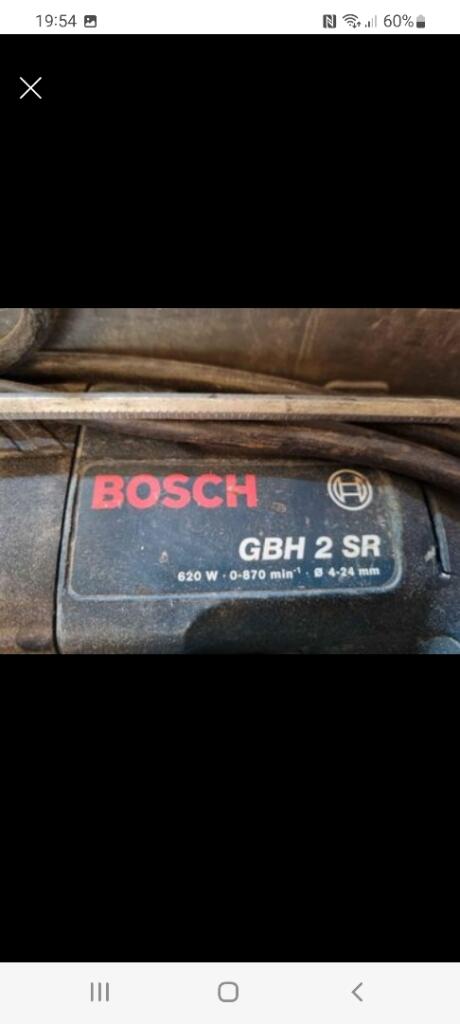 19:54 60%
BOSCH
GBH 2 SR
620 W · 0-870 min⁻¹ · Ø 4-24 mm